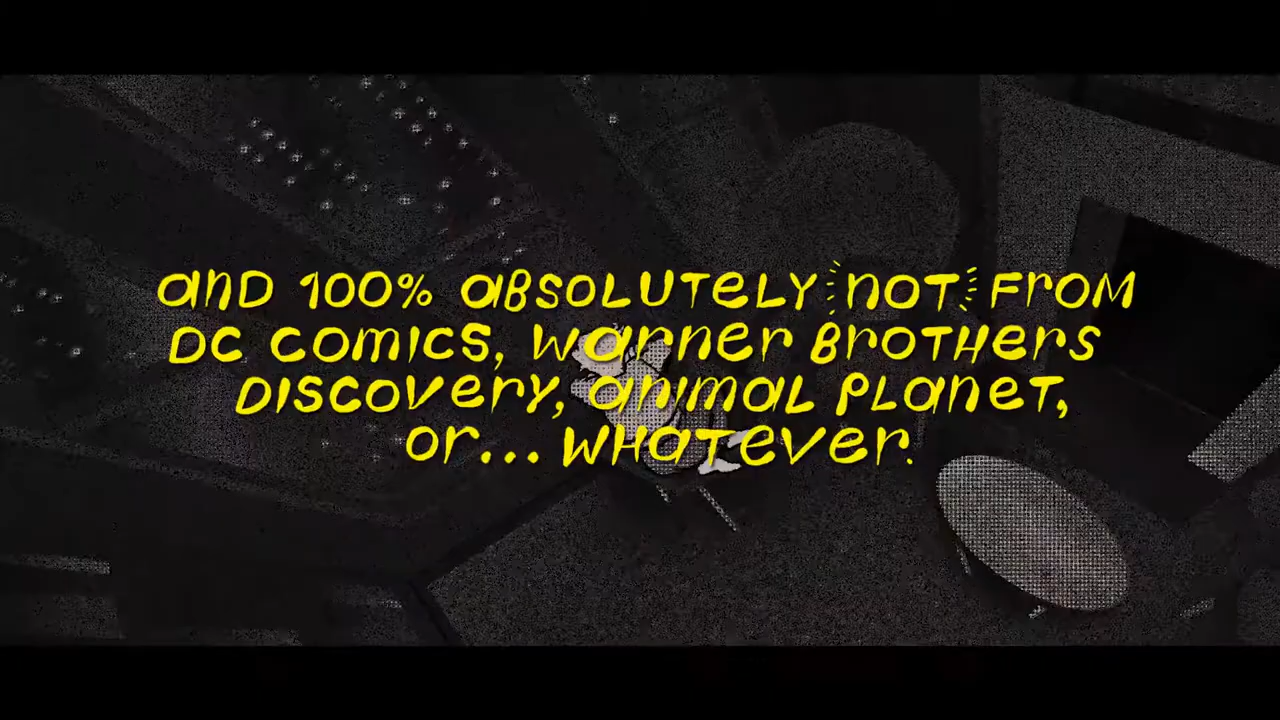 and 100% absolutely not from
DC Comics, Warner Brothers
Discovery, Animal Planet,
or... whatever.